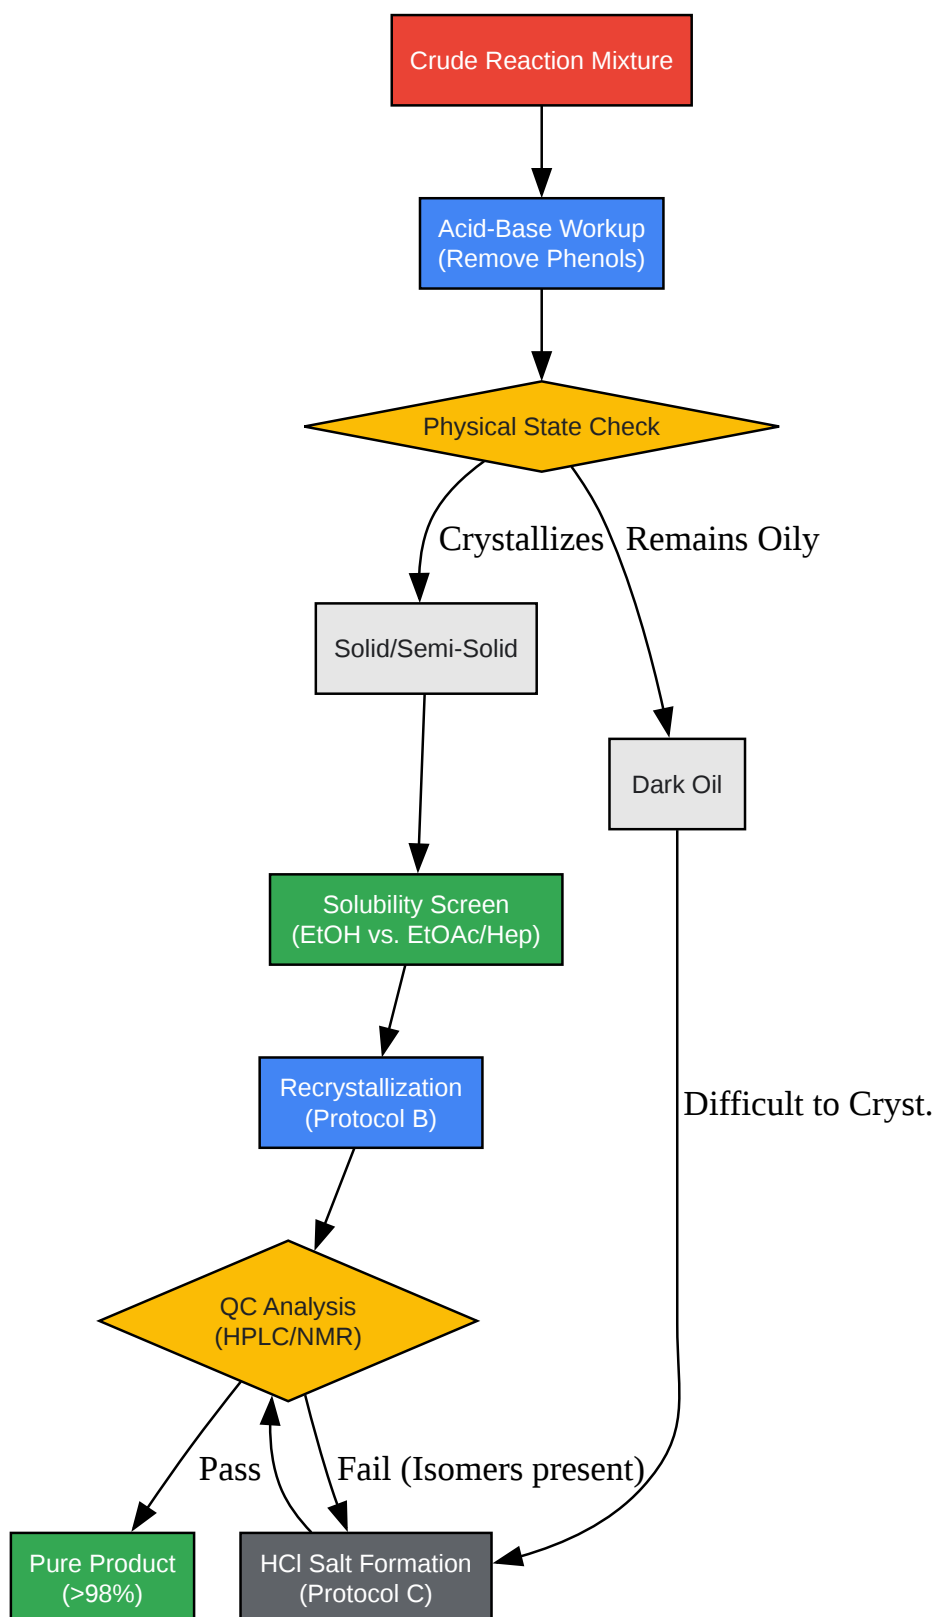 Crude Reaction Mixture
Acid-Base Workup
(Remove Phenols)
Physical State Check
Crystallizes
Remains Oily
Solid/Semi-Solid
Dark Oil
Solubility Screen
(EtOH vs. EtOAc/Hep)
Recrystallization
(Protocol B)
Difficult to Cryst.
QC Analysis
(HPLC/NMR)
Pass
Fail (Isomers present)
Pure Product
(>98%)
HCl Salt Formation
(Protocol C)